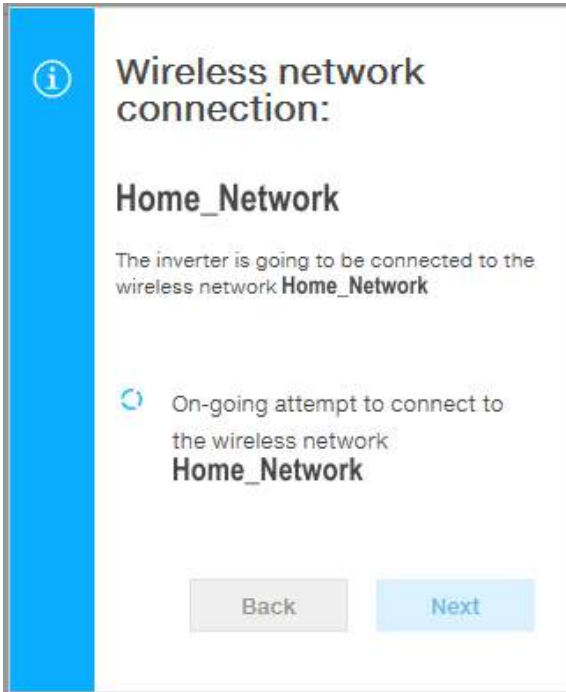 Wireless network
connection:
Home_Network
The inverter is going to be connected to the
wireless network Home_Network
On-going attempt to connect to
the wireless network
Home_Network
Back
Next